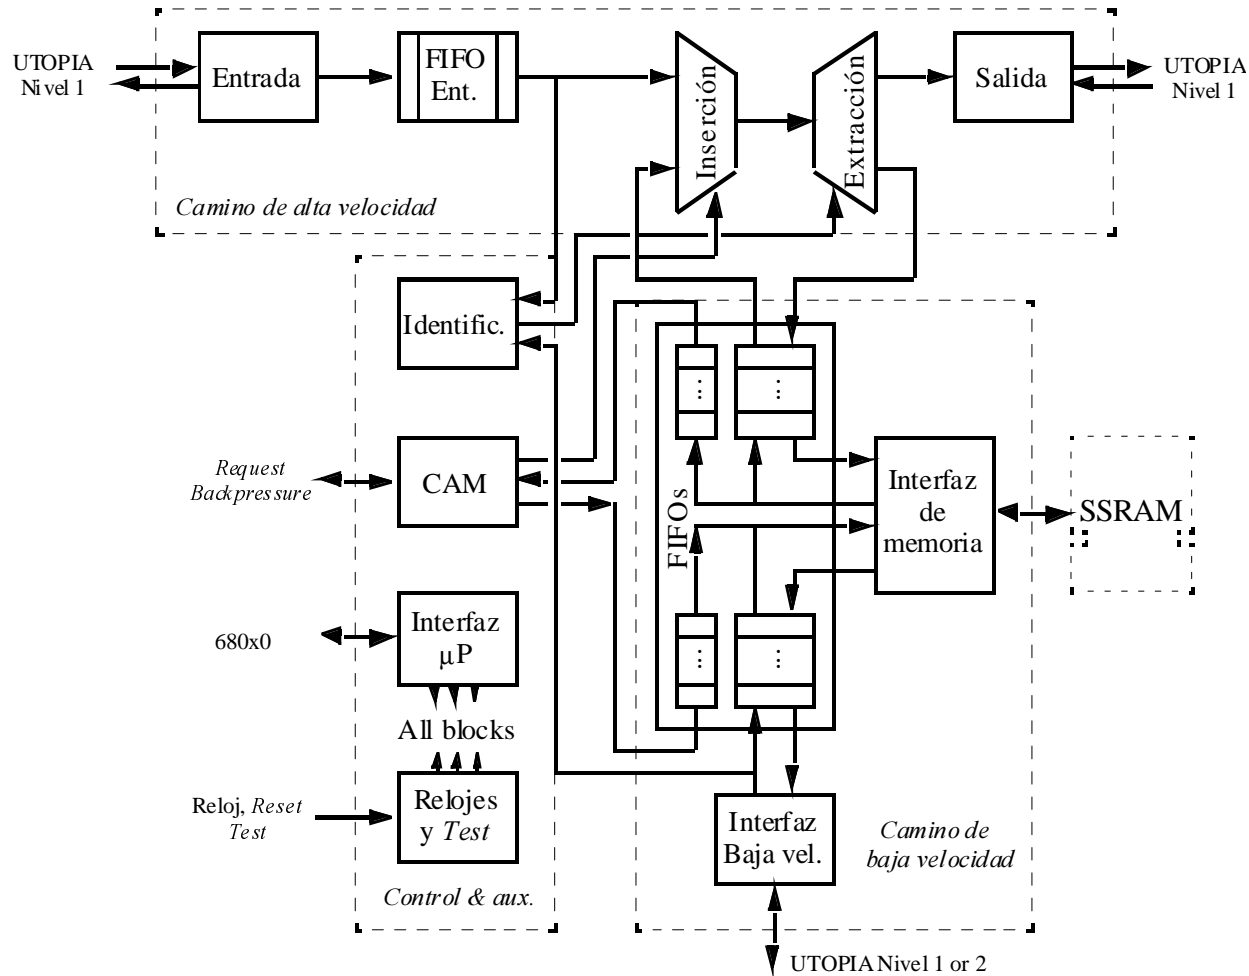 UTOPIA
Nivel 1
Entrada
FIFO
Ent.
Inserción
Extracción
Salida
UTOPIA
Nivel 1
Camino de alta velocidad
Identific.
...
...
Request
Backpressure
CAM
FIFOs
Interfaz
de
memoria
SSRAM
680x0
Interfaz
µP
...
...
All blocks
Reloj, Reset
Test
Relojes
y Test
Interfaz
Baja vel.
Camino de
baja velocidad
Control & aux.
UTOPIA Nivel 1 or 2